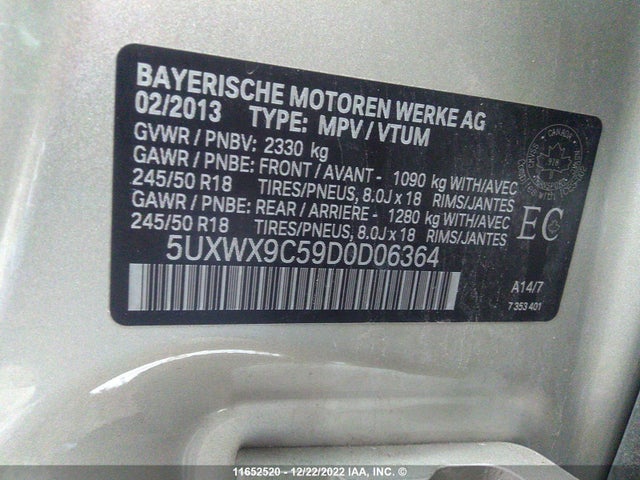 BAYERISCHE MOTOREN WERKE AG
02/2013 TYPE: MPV / VTUM
GVWR / PNBV: 2330 kg
GAWR / PNBE: FRONT / AVANT - 1090 kg WITH/AVEC
245/50 R18 TIRES/PNEUS, 8.0J x 18 RIMS/JANTES
GAWR / PNBE: REAR / ARRIERE - 1280 kg WITH/AVEC
245/50 R18 TIRES/PNEUS, 8.0J x 18 RIMS/JANTES
EC
CANADA
5UXWX9C59D0D06364
A14/7
7 353 401
11652520 - 12/22/2022 - IAA, INC. ©